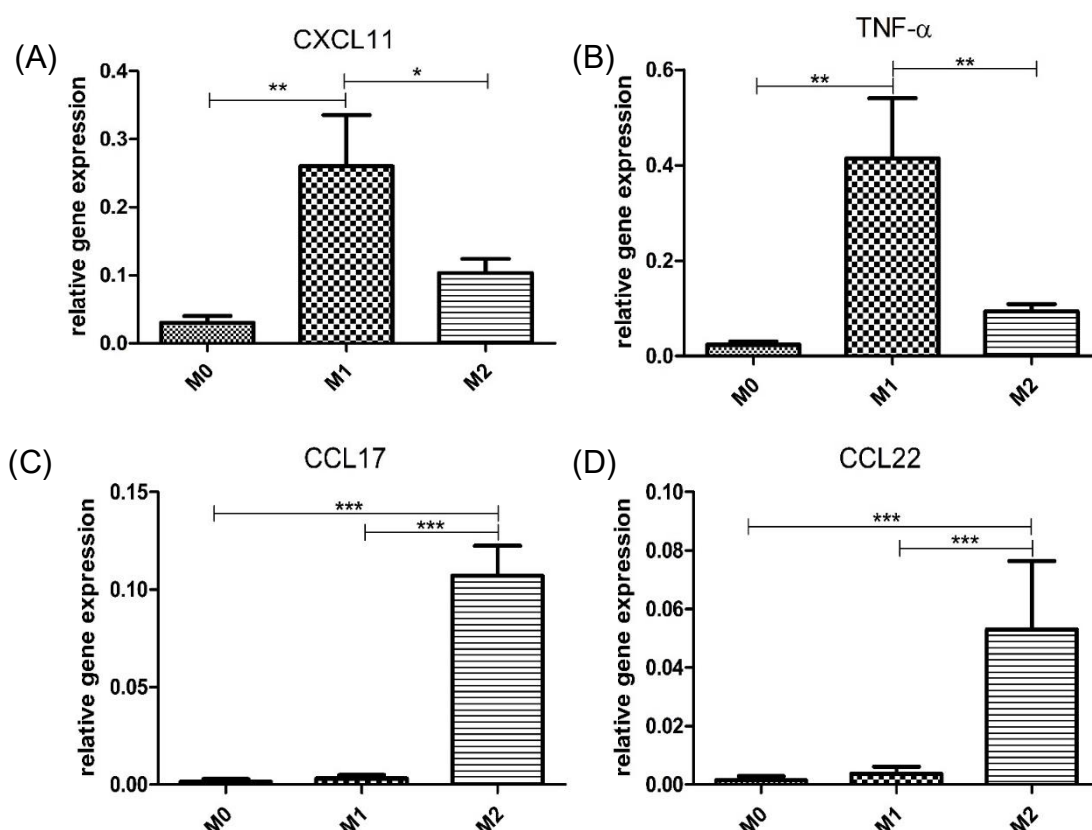 (A)
CXCL11
relative gene expression
0.4
0.3
0.2
0.1
0.0
**
*
M0
M1
M2
(B)
TNF-α
relative gene expression
0.6
0.4
0.2
0.0
**
**
M0
M1
M2
(C)
CCL17
relative gene expression
0.15
0.10
0.05
0.00
***
***
M0
M1
M2
(D)
CCL22
relative gene expression
0.10
0.08
0.06
0.04
0.02
0.00
***
***
M0
M1
M2